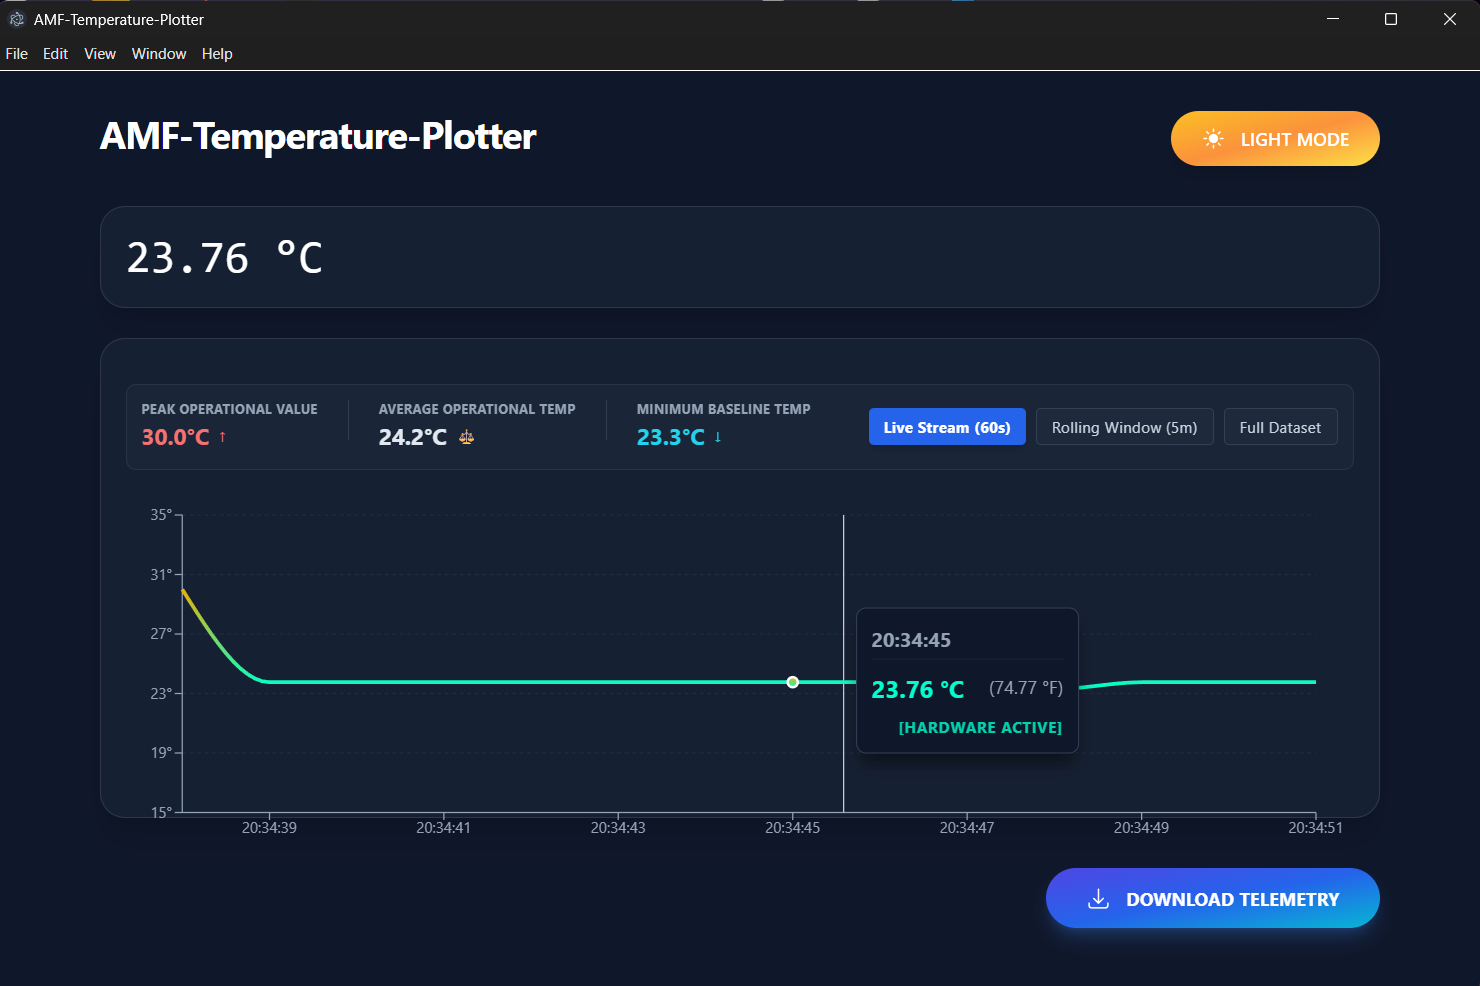 AMF-Temperature-Plotter
File Edit View Window Help
AMF-Temperature-Plotter
LIGHT MODE
23.76 °C
PEAK OPERATIONAL VALUE
30.0°C ↑
AVERAGE OPERATIONAL TEMP
24.2°C
MINIMUM BASELINE TEMP
23.3°C ↓
Live Stream (60s)
Rolling Window (5m)
Full Dataset
35°
31°
27°
23°
19°
15°
20:34:45
23.76 °C (74.77 °F)
[HARDWARE ACTIVE]
20:34:39 20:34:41 20:34:43 20:34:45 20:34:47 20:34:49 20:34:51
DOWNLOAD TELEMETRY